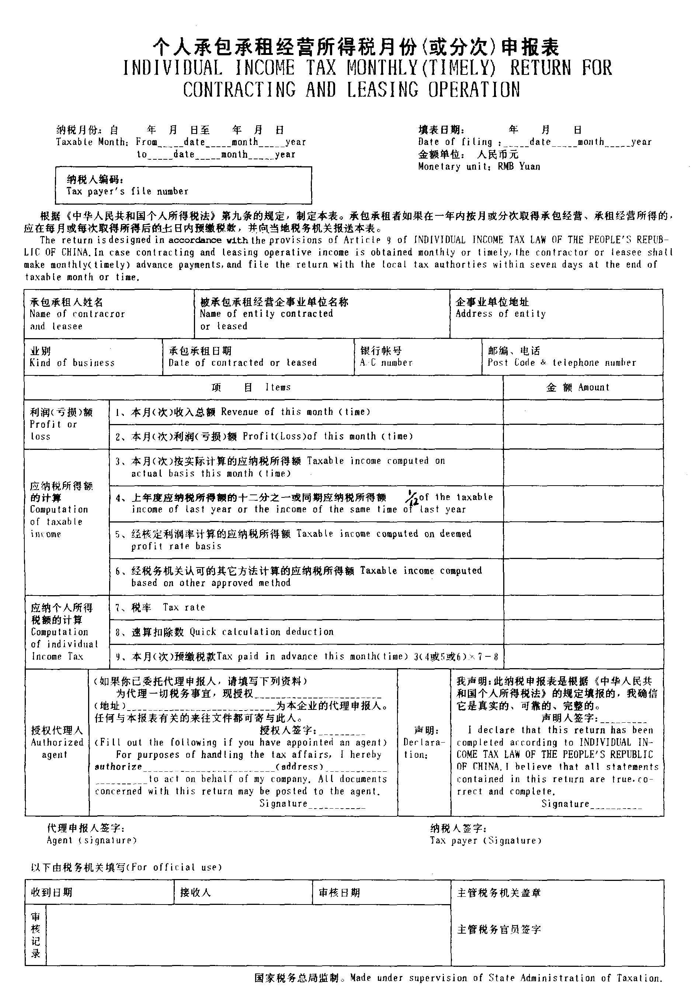 个人承包承租经营所得税月份(或分次)申报表
INDIVIDUAL INCOME TAX MONTHLY(TIMELY) RETURN FOR
CONTRACTING AND LEASING OPERATION
纳税月份: 自 年 月 日至 年 月 日
Taxable Month: From_____date_____month_____year
to_____date_____month_____year
填表日期: 年 月 日
Date of filing :_____date_____month_____year
金额单位: 人民币元
Monetary unit: RMB Yuan
纳税人编码:
Tax payer's file number
根据《中华人民共和国个人所得税法》第九条的规定,制定本表。承包承租者如果在一年内按月或分次取得承包经营、承租经营所得的,
应在每月或每次取得所得后的七日内预缴税款,并向当地税务机关报送本表。
The return is designed in accordance with the provisions of Article 9 of INDIVIDUAL INCOME TAX LAW OF THE PEOPLE'S REPUB-
LIC OF CHINA. In case contracting and leasing operative income is obtained monthly or timely, the contractor or leasee shall
make monthly(timely) advance payments, and file the return with the local tax authorties within seven days at the end of
taxable month or time.
承包承租人姓名
Name of contracror
and leasee
被承包承租经营企事业单位名称
Name of entity contracted
or leased
企事业单位地址
Address of entity
业别
Kind of business
承包承租日期
Date of contracted or leased
银行帐号
A.C number
邮编、电话
Post Code & telephone number
项 目 Items
金 额 Amount
利润(亏损)额
Profit or
loss
1、本月(次)收入总额 Revenue of this month (time)
2、本月(次)利润(亏损)额 Profit(Loss)of this month (time)
应纳税所得额
的计算
Computation
of taxable
income
3、本月(次)按实际计算的应纳税所得额 Taxable income computed on
actual basis this month (time)
4、上年度应纳税所得额的十二分之一或同期应纳税所得额 1/12 of the taxable
income of last year or the income of the same time of last year
5、经核定利润率计算的应纳税所得额 Taxable income computed on deemed
profit rate basis
6、经税务机关认可的其它方法计算的应纳税所得额 Taxable income computed
based on other approved method
应纳个人所得
税额的计算
Computation
of individual
Income Tax
7、税率 Tax rate
8、速算扣除数 Quick calculation deduction
9、本月(次)预缴税款Tax paid in advance this month(time) 3(4或5或6)×7-8
授权代理人
Authorized
agent
(如果你已委托代理申报人,请填写下列资料)
为代理一切税务事宜,现授权________________________
(地址)____________________________为本企业的代理申报人。
任何与本报表有关的来往文件都可寄与此人。
授权人签字:_________
(Fill out the following if you have appointed an agent)
For purposes of handling the tax affairs, I hereby
authorize_________________________(address)____________
__________to act on behalf of my company. All documents
concerned with this return may be posted to the agent.
Signature___________
声明:
Declara-
tion:
我声明:此纳税申报表是根据《中华人民共
和国个人所得税法》的规定填报的,我确信
它是真实的、可靠的、完整的。
声明人签字:_________
I declare that this return has been
completed according to INDIVIDUAL IN-
COME TAX LAW OF THE PEOPLE'S REPUBLIC
OF CHINA. I believe that all statements
contained in this return are true.co-
rrect and complete.
Signature__________
代理申报人签字:
Agent (signature)
纳税人签字:
Tax payer (Signature)
以下由税务机关填写(For official use)
收到日期
接收人
审核日期
主管税务机关盖章
审
核
记
录
主管税务官员签字
国家税务总局监制。Made under supervision of State Administration of Taxation.